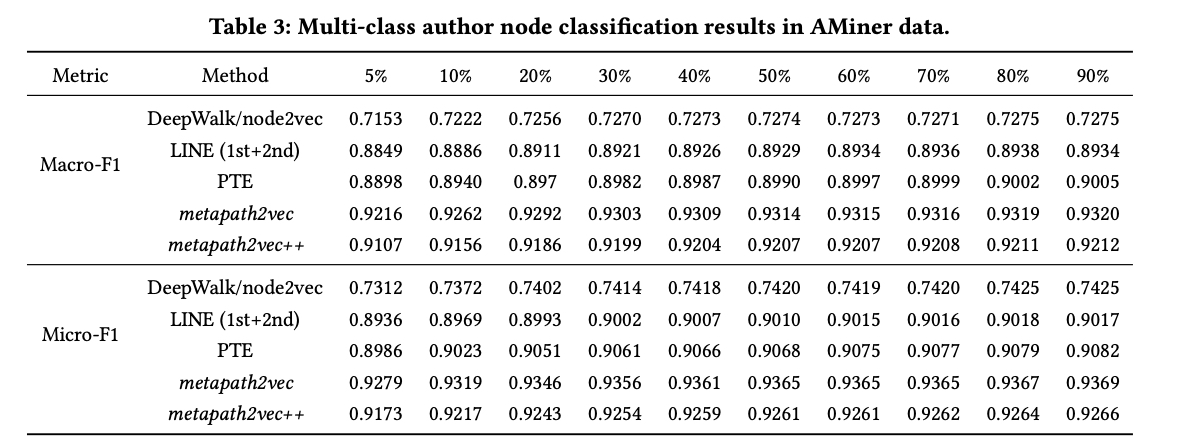 Table 3: Multi-class author node classification results in AMiner data.
Metric Method 5% 10% 20% 30% 40% 50% 60% 70% 80% 90%
Macro-F1
DeepWalk/node2vec 0.7153 0.7222 0.7256 0.7270 0.7273 0.7274 0.7273 0.7271 0.7275 0.7275
LINE (1st+2nd) 0.8849 0.8886 0.8911 0.8921 0.8926 0.8929 0.8934 0.8936 0.8938 0.8934
PTE 0.8898 0.8940 0.897 0.8982 0.8987 0.8990 0.8997 0.8999 0.9002 0.9005
metapath2vec 0.9216 0.9262 0.9292 0.9303 0.9309 0.9314 0.9315 0.9316 0.9319 0.9320
metapath2vec++ 0.9107 0.9156 0.9186 0.9199 0.9204 0.9207 0.9207 0.9208 0.9211 0.9212
Micro-F1
DeepWalk/node2vec 0.7312 0.7372 0.7402 0.7414 0.7418 0.7420 0.7419 0.7420 0.7425 0.7425
LINE (1st+2nd) 0.8936 0.8969 0.8993 0.9002 0.9007 0.9010 0.9015 0.9016 0.9018 0.9017
PTE 0.8986 0.9023 0.9051 0.9061 0.9066 0.9068 0.9075 0.9077 0.9079 0.9082
metapath2vec 0.9279 0.9319 0.9346 0.9356 0.9361 0.9365 0.9365 0.9365 0.9367 0.9369
metapath2vec++ 0.9173 0.9217 0.9243 0.9254 0.9259 0.9261 0.9261 0.9262 0.9264 0.9266